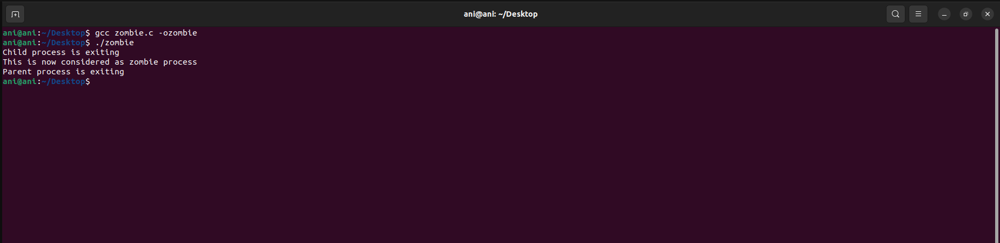 ani@ani: ~/Desktop
ani@ani:~/Desktop$ gcc zombie.c -ozombie
ani@ani:~/Desktop$ ./zombie
Child process is exiting
This is now considered as zombie process
Parent process is exiting
ani@ani:~/Desktop$